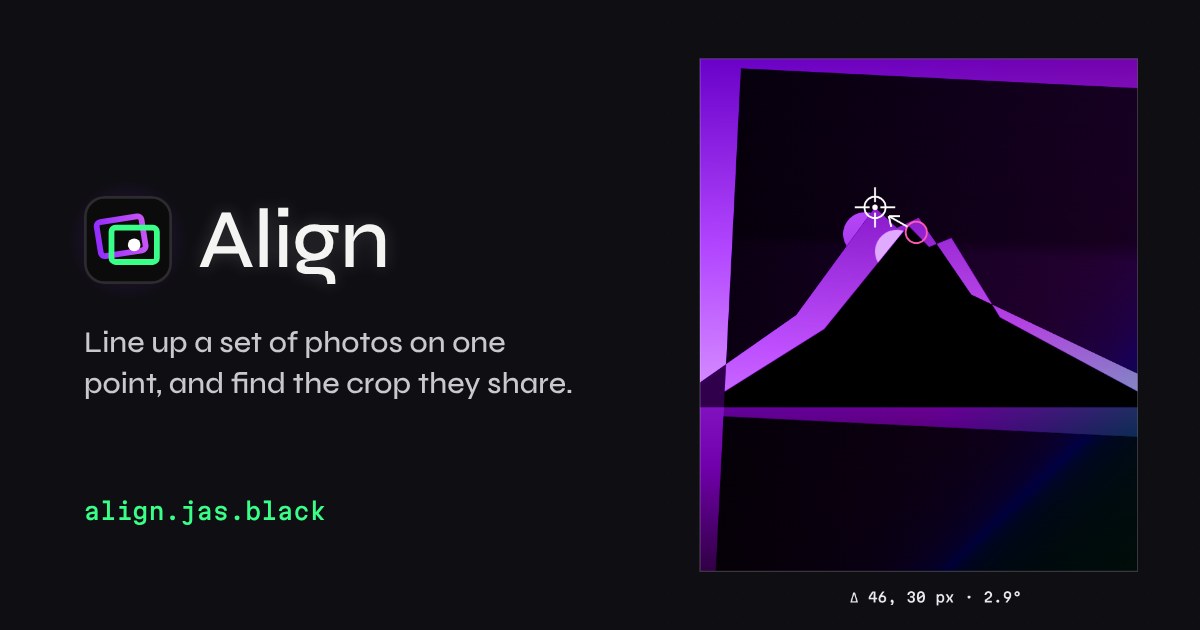 Align
Line up a set of photos on one
point, and find the crop they share.
align.jas.black
Δ 46, 30 px · 2.9°